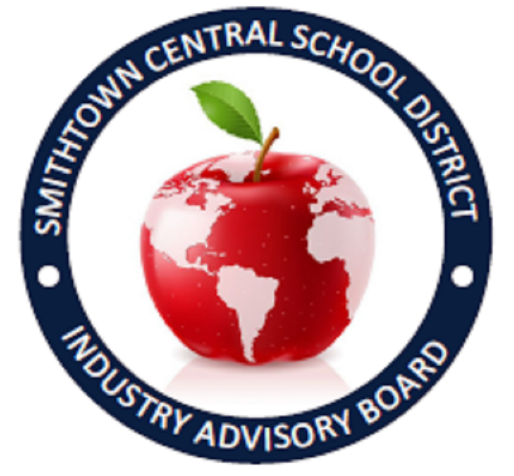 SMITHTOWN CENTRAL SCHOOL DISTRICT
INDUSTRY ADVISORY BOARD